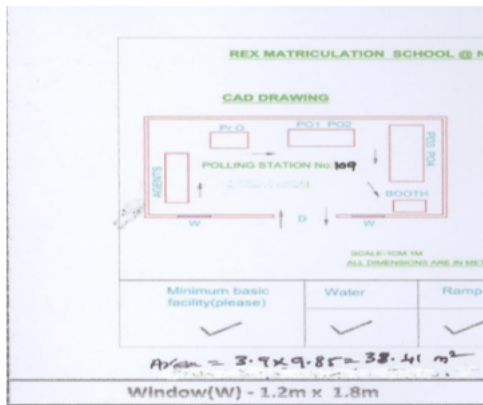 REX MATRICULATION SCHOOL @ N
CAD DRAWING
Pr.O. PO1 PO2
PO3 PO4
AGENTS
POLLING STATION No. 109
BOOTH
W D W
SCALE-1CM:1M
ALL DIMENSIONS ARE IN MET
Minimum basic Water Ramp
facility(please)
Area = 3.9 x 9.85 = 38.41 m²
Window(W) - 1.2m x 1.8m